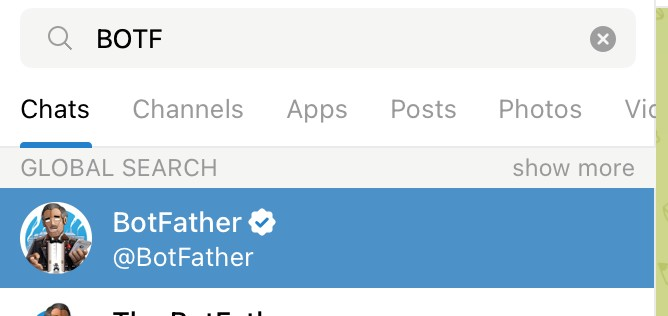 BOTF
Chats Channels Apps Posts Photos
GLOBAL SEARCH show more
BotFather
@BotFather